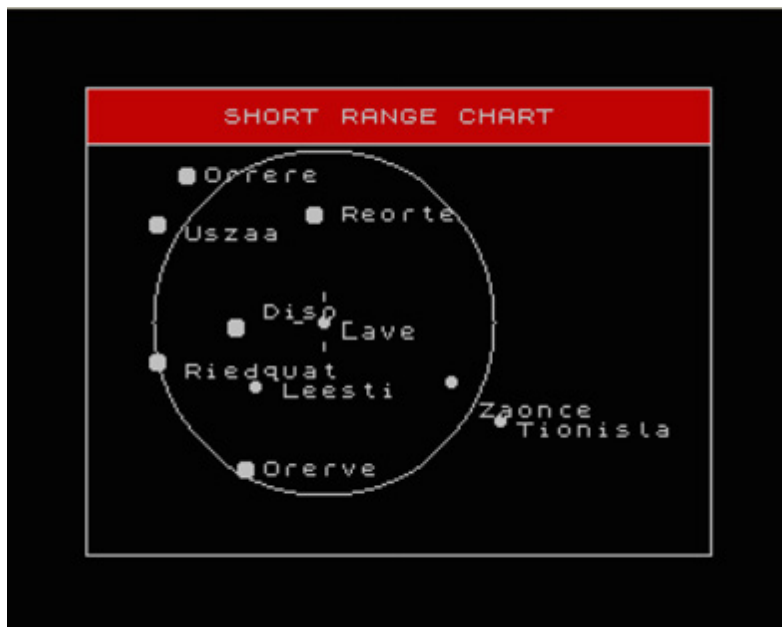 SHORT RANGE CHART
Orrere
Reorte
Uszaa
Diso
Lave
Riedquat
Leesti
Zaonce
Tionisla
Orerve